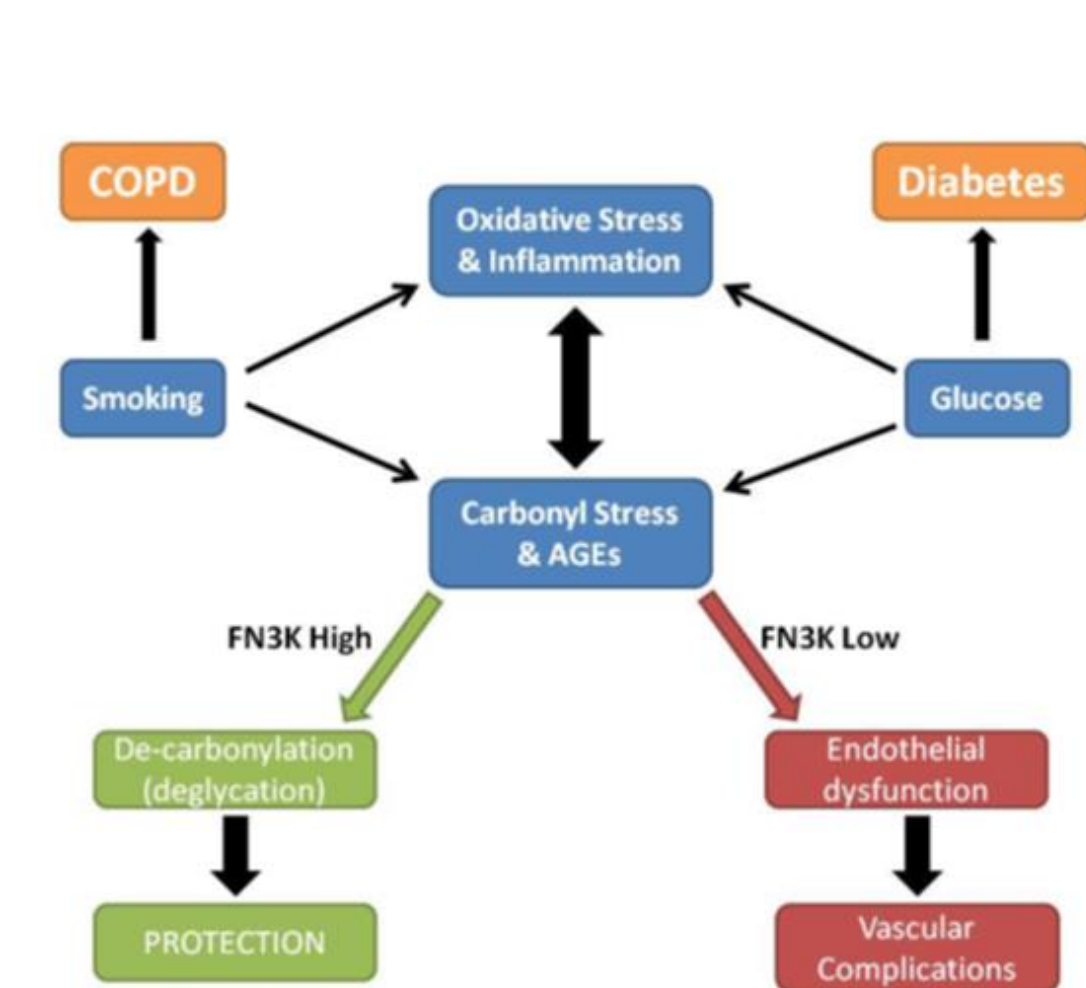 COPD
Diabetes
Oxidative Stress
& Inflammation
Smoking
Glucose
Carbonyl Stress
& AGEs
FN3K High
FN3K Low
De-carbonylation
(deglycation)
Endothelial
dysfunction
PROTECTION
Vascular
Complications